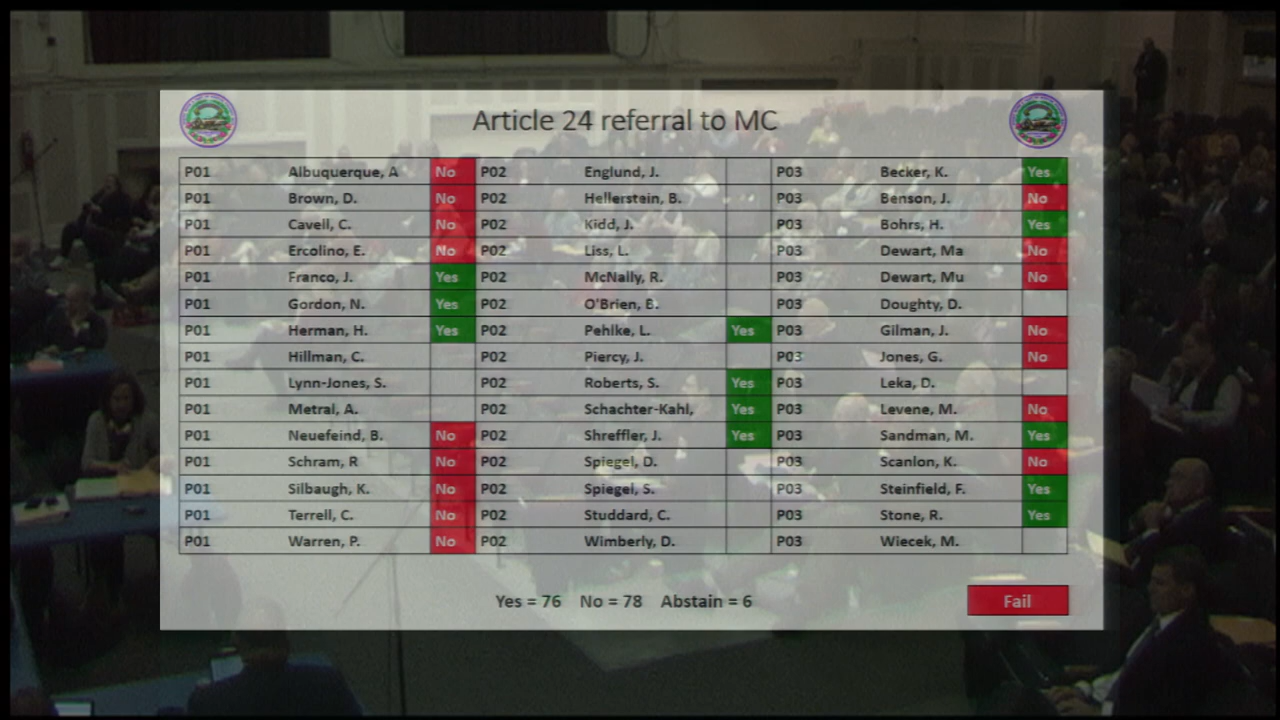 Article 24 referral to MC
P01 Albuquerque, A No P02 Englund, J. P03 Becker, K. Yes
P01 Brown, D. No P02 Hellerstein, B. P03 Benson, J. No
P01 Cavell, C. No P02 Kidd, J. P03 Bohrs, H. Yes
P01 Ercolino, E. No P02 Liss, L. P03 Dewart, Ma No
P01 Franco, J. Yes P02 McNally, R. P03 Dewart, Mu No
P01 Gordon, N. Yes P02 O'Brien, B. P03 Doughty, D.
P01 Herman, H. Yes P02 Pehlke, L. Yes P03 Gilman, J. No
P01 Hillman, C. P02 Piercy, J. P03 Jones, G. No
P01 Lynn-Jones, S. P02 Roberts, S. Yes P03 Leka, D.
P01 Metral, A. P02 Schachter-Kahl, Yes P03 Levene, M. No
P01 Neuefeind, B. No P02 Shreffler, J. Yes P03 Sandman, M. Yes
P01 Schram, R No P02 Spiegel, D. P03 Scanlon, K. No
P01 Silbaugh, K. No P02 Spiegel, S. P03 Steinfield, F. Yes
P01 Terrell, C. No P02 Studdard, C. P03 Stone, R. Yes
P01 Warren, P. No P02 Wimberly, D. P03 Wiecek, M.
Yes = 76 No = 78 Abstain = 6 Fail